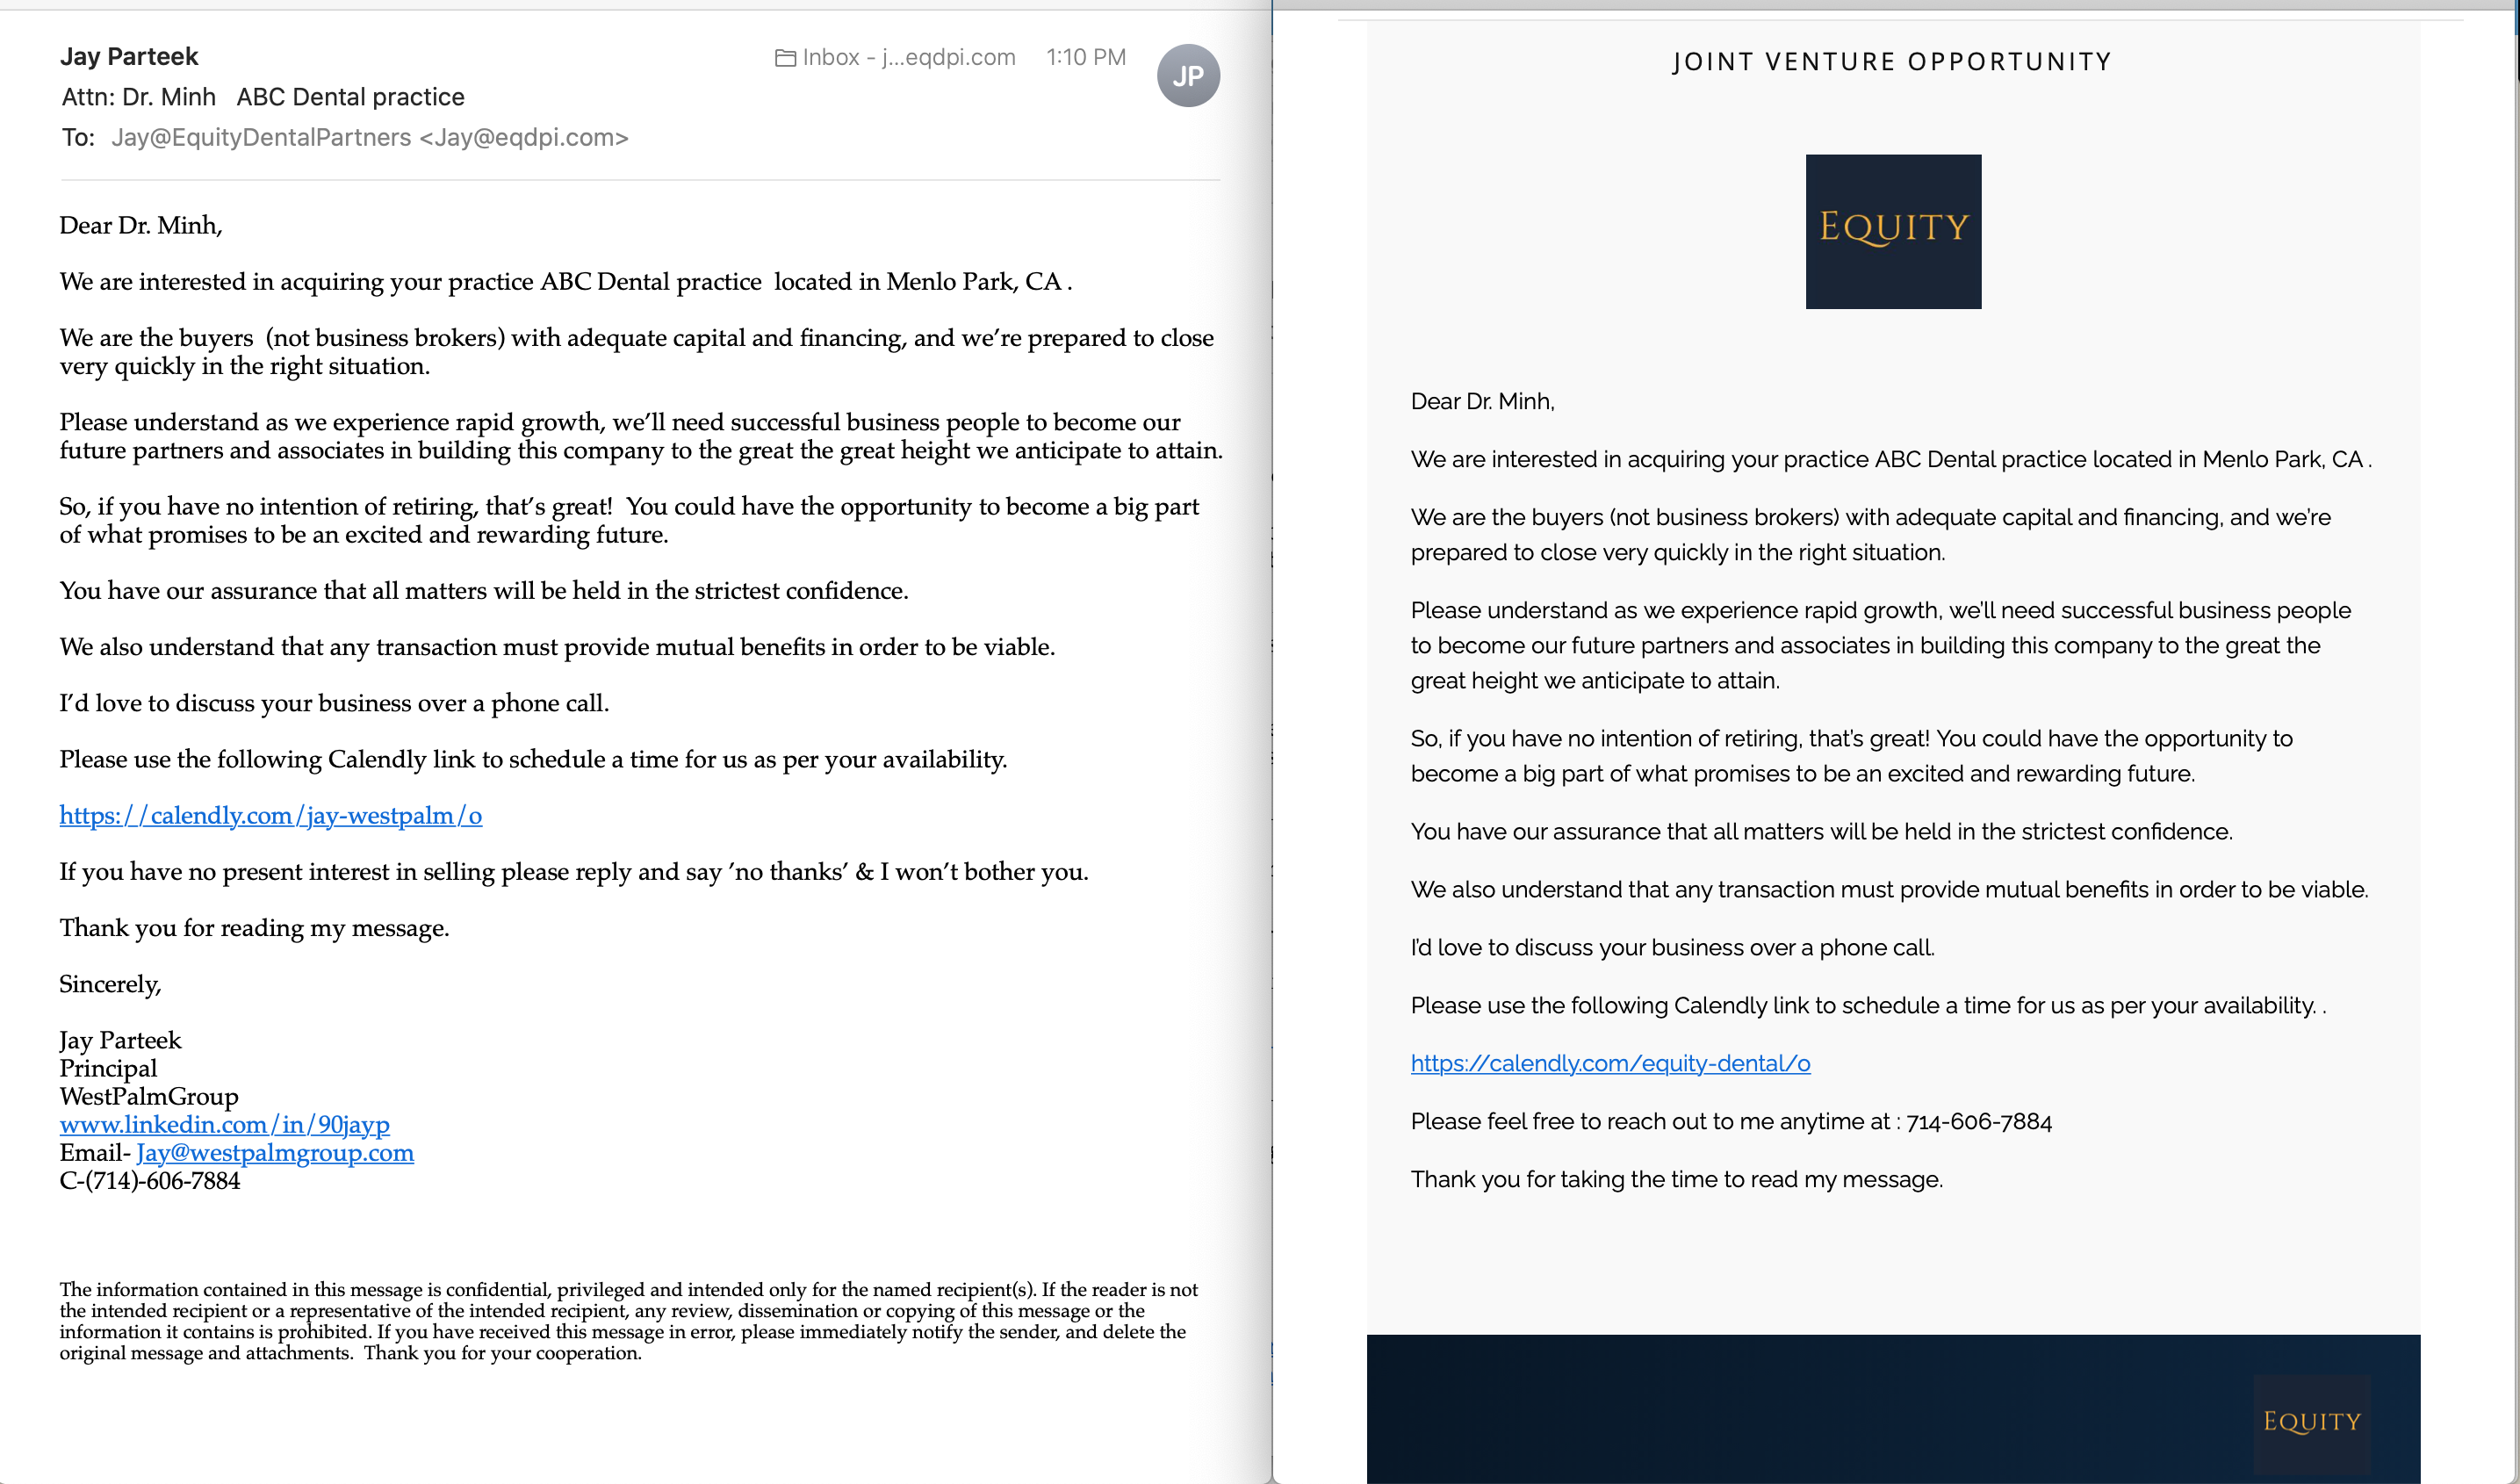 Jay Parteek
Inbox - j...eqdpi.com 1:10 PM
JP
Attn: Dr. Minh ABC Dental practice
To: Jay@EquityDentalPartners <Jay@eqdpi.com>
Dear Dr. Minh,
We are interested in acquiring your practice ABC Dental practice  located in Menlo Park, CA .
We are the buyers  (not business brokers) with adequate capital and financing, and we’re prepared to close
very quickly in the right situation.
Please understand as we experience rapid growth, we’ll need successful business people to become our
future partners and associates in building this company to the great the great height we anticipate to attain.
So, if you have no intention of retiring, that’s great!  You could have the opportunity to become a big part
of what promises to be an excited and rewarding future.
You have our assurance that all matters will be held in the strictest confidence.
We also understand that any transaction must provide mutual benefits in order to be viable.
I’d love to discuss your business over a phone call.
Please use the following Calendly link to schedule a time for us as per your availability.
https://calendly.com/jay-westpalm/o
If you have no present interest in selling please reply and say ’no thanks’ & I won’t bother you.
Thank you for reading my message.
Sincerely,
Jay Parteek
Principal
WestPalmGroup
www.linkedin.com/in/90jayp
Email- Jay@westpalmgroup.com
C-(714)-606-7884
The information contained in this message is confidential, privileged and intended only for the named recipient(s). If the reader is not
the intended recipient or a representative of the intended recipient, any review, dissemination or copying of this message or the
information it contains is prohibited. If you have received this message in error, please immediately notify the sender, and delete the
original message and attachments.  Thank you for your cooperation.
JOINT VENTURE OPPORTUNITY
EQUITY
Dear Dr. Minh,
We are interested in acquiring your practice ABC Dental practice located in Menlo Park, CA .
We are the buyers (not business brokers) with adequate capital and financing, and we’re
prepared to close very quickly in the right situation.
Please understand as we experience rapid growth, we’ll need successful business people
to become our future partners and associates in building this company to the great the
great height we anticipate to attain.
So, if you have no intention of retiring, that’s great! You could have the opportunity to
become a big part of what promises to be an excited and rewarding future.
You have our assurance that all matters will be held in the strictest confidence.
We also understand that any transaction must provide mutual benefits in order to be viable.
I’d love to discuss your business over a phone call.
Please use the following Calendly link to schedule a time for us as per your availability. .
https://calendly.com/equity-dental/o
Please feel free to reach out to me anytime at : 714-606-7884
Thank you for taking the time to read my message.
EQUITY